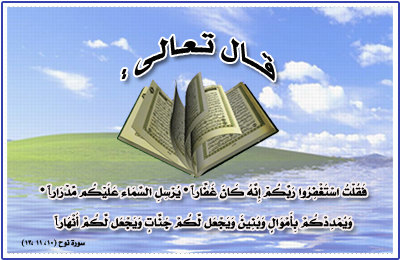 قال تعالى :
فَقُلْتُ اسْتَغْفِرُوا رَبَّكُمْ إِنَّهُ كَانَ غَفَّاراً * يُرْسِلِ السَّمَاءَ عَلَيْكُم مِّدْرَاراً *
وَيُمْدِدْكُمْ بِأَمْوَالٍ وَبَنِينَ وَيَجْعَل لَّكُمْ جَنَّاتٍ وَيَجْعَل لَّكُمْ أَنْهَاراً
سورة نوح (١٠، ١١ ،١٢)